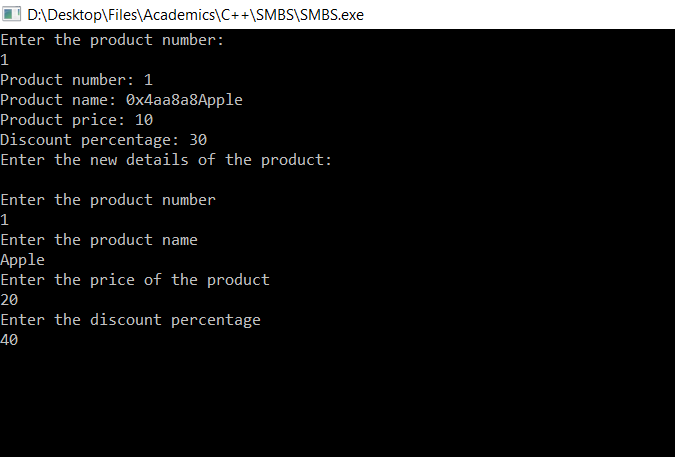 D:\Desktop\Files\Academics\C++\SMBS\SMBS.exe
Enter the product number:
1
Product number: 1
Product name: 0x4aa8a8Apple
Product price: 10
Discount percentage: 30
Enter the new details of the product:
Enter the product number
1
Enter the product name
Apple
Enter the price of the product
20
Enter the discount percentage
40